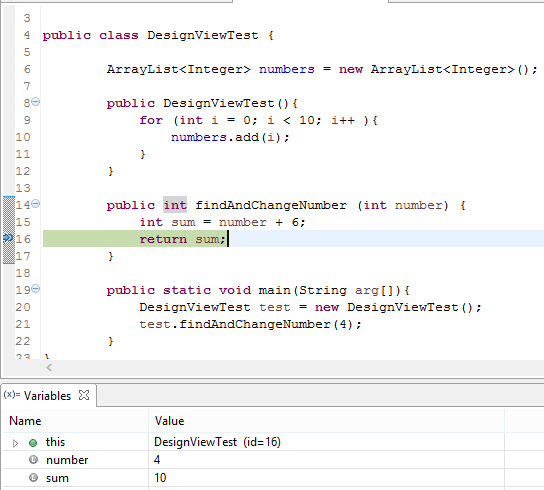 3
4 public class DesignViewTest {
5
6 ArrayList<Integer> numbers = new ArrayList<Integer>();
7
8 public DesignViewTest(){
9 for (int i = 0; i < 10; i++ ){
10 numbers.add(i);
11 }
12 }
13
14 public int findAndChangeNumber (int number) {
15 int sum = number + 6;
16 return sum;
17 }
18
19 public static void main(String arg[]){
20 DesignViewTest test = new DesignViewTest();
21 test.findAndChangeNumber(4);
22 }
23 }
(x)= Variables
Name Value
this DesignViewTest (id=16)
number 4
sum 10